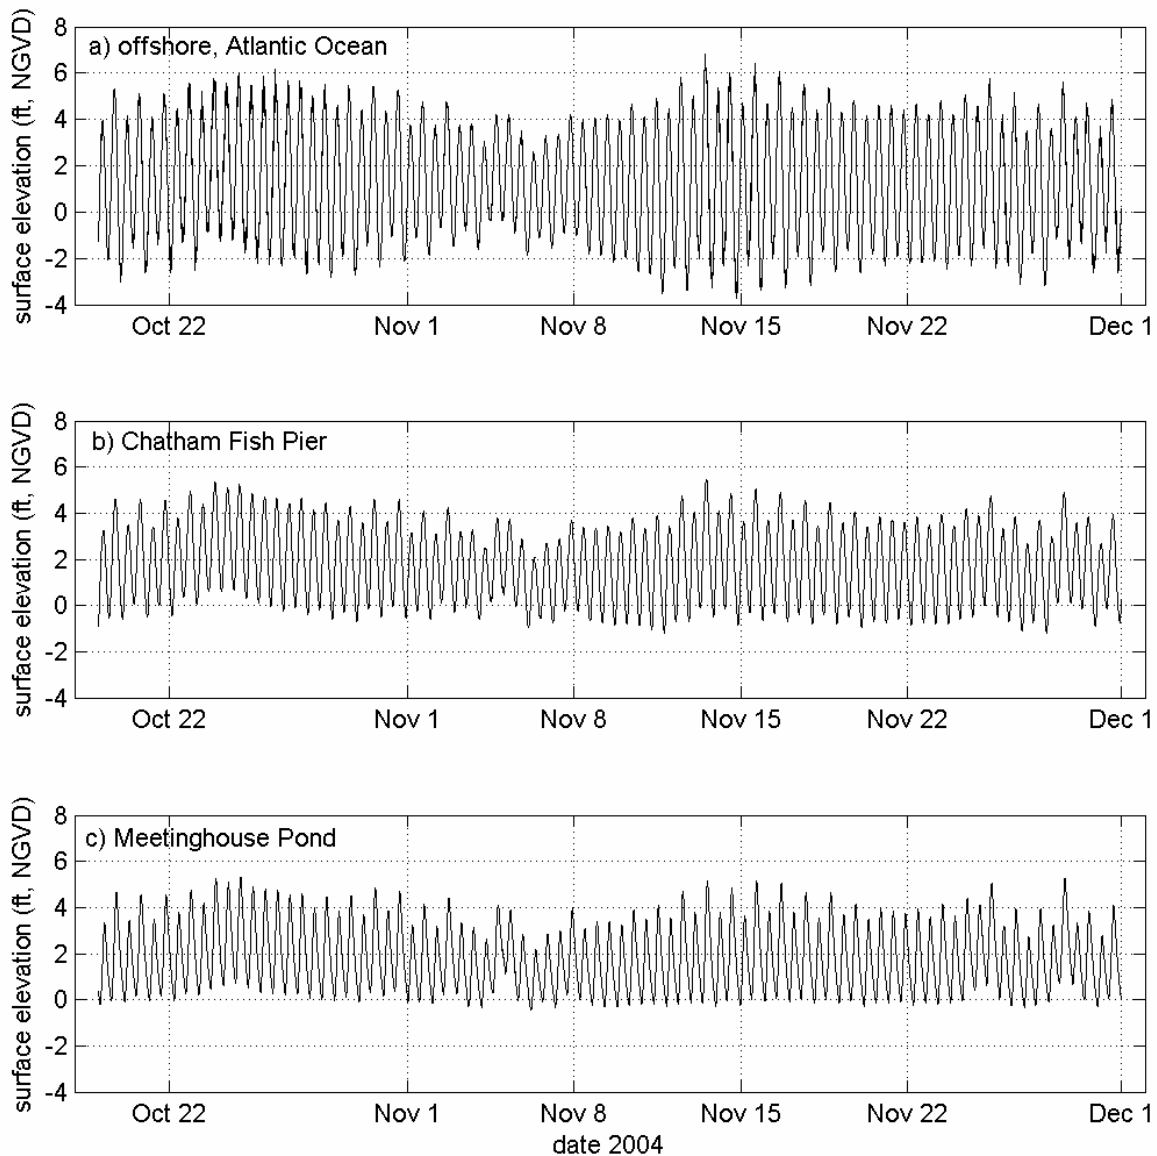 a) offshore, Atlantic Ocean
surface elevation (ft, NGVD)
8
6
4
2
0
-2
-4
Oct 22 Nov 1 Nov 8 Nov 15 Nov 22 Dec 1
b) Chatham Fish Pier
surface elevation (ft, NGVD)
8
6
4
2
0
-2
-4
Oct 22 Nov 1 Nov 8 Nov 15 Nov 22 Dec 1
c) Meetinghouse Pond
surface elevation (ft, NGVD)
8
6
4
2
0
-2
-4
Oct 22 Nov 1 Nov 8 Nov 15 Nov 22 Dec 1
date 2004